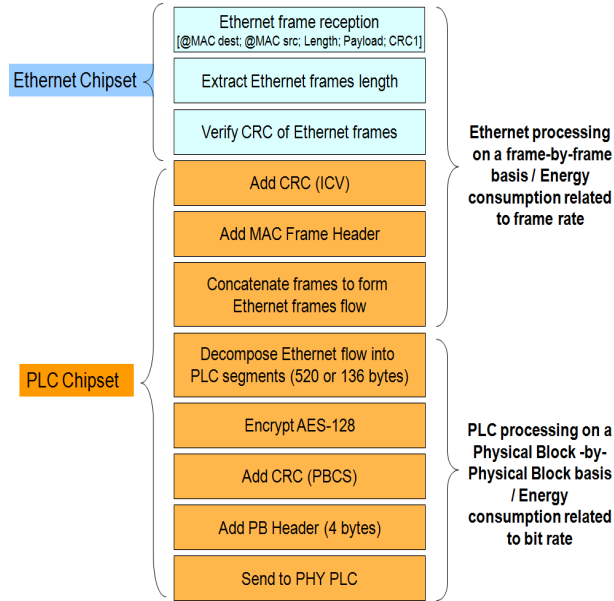 Ethernet frame reception
[@MAC dest; @MAC src; Length; Payload; CRC1]
Ethernet Chipset
Extract Ethernet frames length
Verify CRC of Ethernet frames
Ethernet processing
on a frame-by-frame
basis / Energy
consumption related
to frame rate
Add CRC (ICV)
Add MAC Frame Header
Concatenate frames to form
Ethernet frames flow
PLC Chipset
Decompose Ethernet flow into
PLC segments (520 or 136 bytes)
Encrypt AES-128
Add CRC (PBCS)
Add PB Header (4 bytes)
Send to PHY PLC
PLC processing on a
Physical Block -by-
Physical Block basis
/ Energy
consumption related
to bit rate